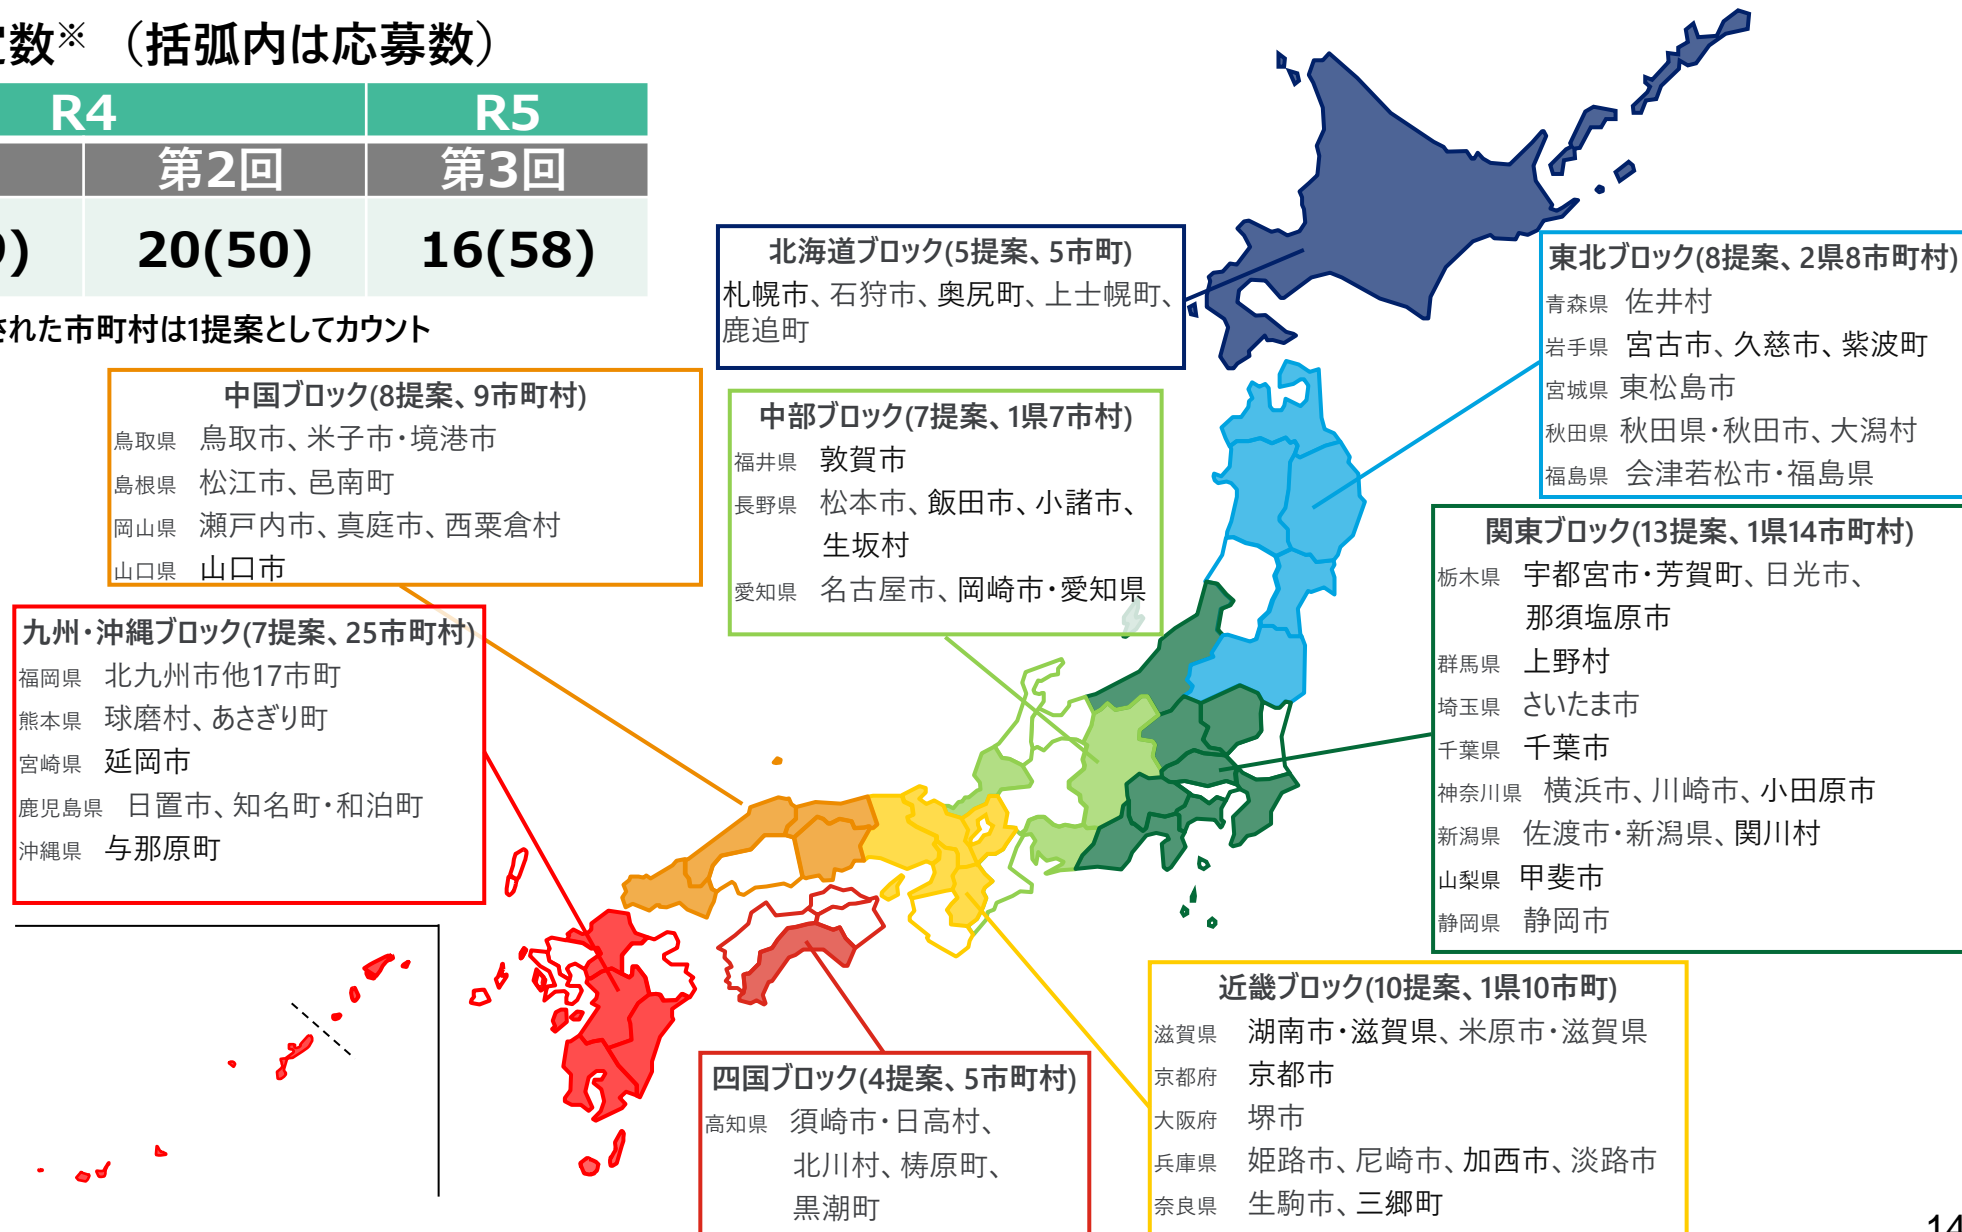 定数※（括弧内は応募数）
R4 R5
第2回 第3回
9) 20(50) 16(58)
された市町村は1提案としてカウント
北海道ブロック(5提案、5市町)
札幌市、石狩市、奥尻町、上士幌町、
鹿追町
東北ブロック(8提案、2県8市町村)
青森県 佐井村
岩手県 宮古市、久慈市、紫波町
宮城県 東松島市
秋田県 秋田県・秋田市、大潟村
福島県 会津若松市・福島県
中国ブロック(8提案、9市町村)
鳥取県 鳥取市、米子市・境港市
島根県 松江市、邑南町
岡山県 瀬戸内市、真庭市、西粟倉村
山口県 山口市
中部ブロック(7提案、1県7市村)
福井県 敦賀市
長野県 松本市、飯田市、小諸市、
生坂村
愛知県 名古屋市、岡崎市・愛知県
関東ブロック(13提案、1県14市町村)
栃木県 宇都宮市・芳賀町、日光市、
那須塩原市
群馬県 上野村
埼玉県 さいたま市
千葉県 千葉市
神奈川県 横浜市、川崎市、小田原市
新潟県 佐渡市・新潟県、関川村
山梨県 甲斐市
静岡県 静岡市
九州・沖縄ブロック(7提案、25市町村)
福岡県 北九州市他17市町
熊本県 球磨村、あさぎり町
宮崎県 延岡市
鹿児島県 日置市、知名町・和泊町
沖縄県 与那原町
四国ブロック(4提案、5市町村)
高知県 須崎市・日高村、
北川村、梼原町、
黒潮町
近畿ブロック(10提案、1県10市町)
滋賀県 湖南市・滋賀県、米原市・滋賀県
京都府 京都市
大阪府 堺市
兵庫県 姫路市、尼崎市、加西市、淡路市
奈良県 生駒市、三郷町
14